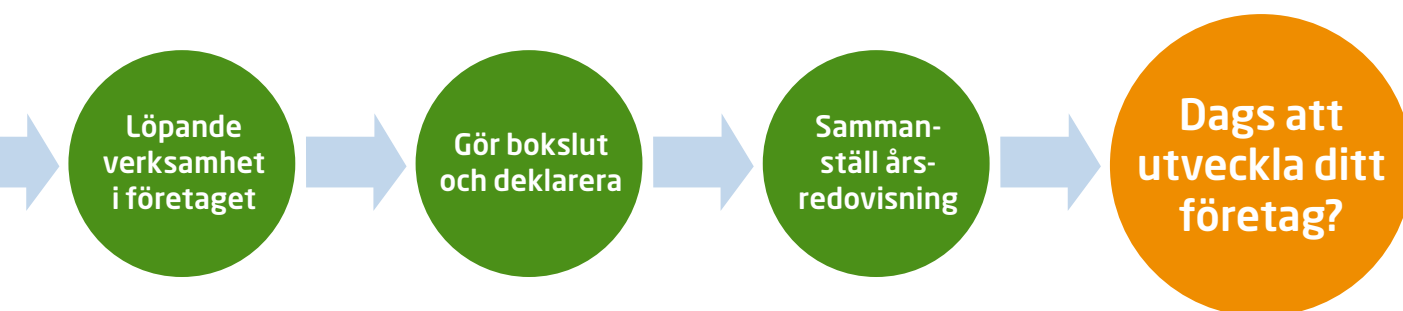 Löpande
verksamhet
i företaget
Gör bokslut
och deklarera
Samman-
ställ års-
redovisning
Dags att
utveckla ditt
företag?